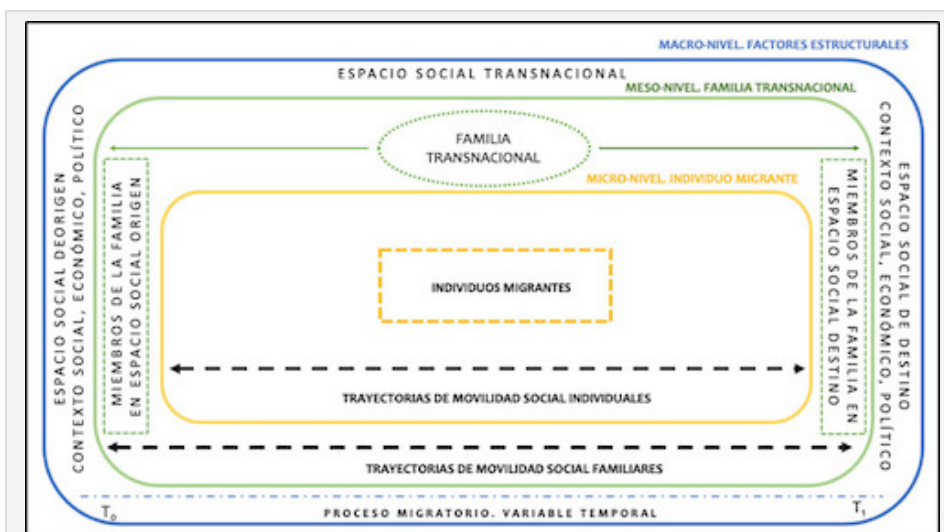 MACRO-NIVEL. FACTORES ESTRUCTURALES
ESPACIO SOCIAL TRANSNACIONAL
MESO-NIVEL. FAMILIA TRANSNACIONAL
ESPACIO SOCIAL DEORIGEN
CONTEXTO SOCIAL, ECONÓMICO, POLÍTICO
MIEMBROS DE LA FAMILIA
EN ESPACIO SOCIAL ORIGEN
FAMILIA
TRANSNACIONAL
MICRO-NIVEL. INDIVIDUO MIGRANTE
INDIVIDUOS MIGRANTES
TRAYECTORIAS DE MOVILIDAD SOCIAL INDIVIDUALES
TRAYECTORIAS DE MOVILIDAD SOCIAL FAMILIARES
MIEMBROS DE LA FAMILIA EN
ESPACIO SOCIAL DESTINO
ESPACIO SOCIAL DE DESTINO
CONTEXTO SOCIAL, ECONÓMICO, POLÍTICO
T0
PROCESO MIGRATORIO. VARIABLE TEMPORAL
T1